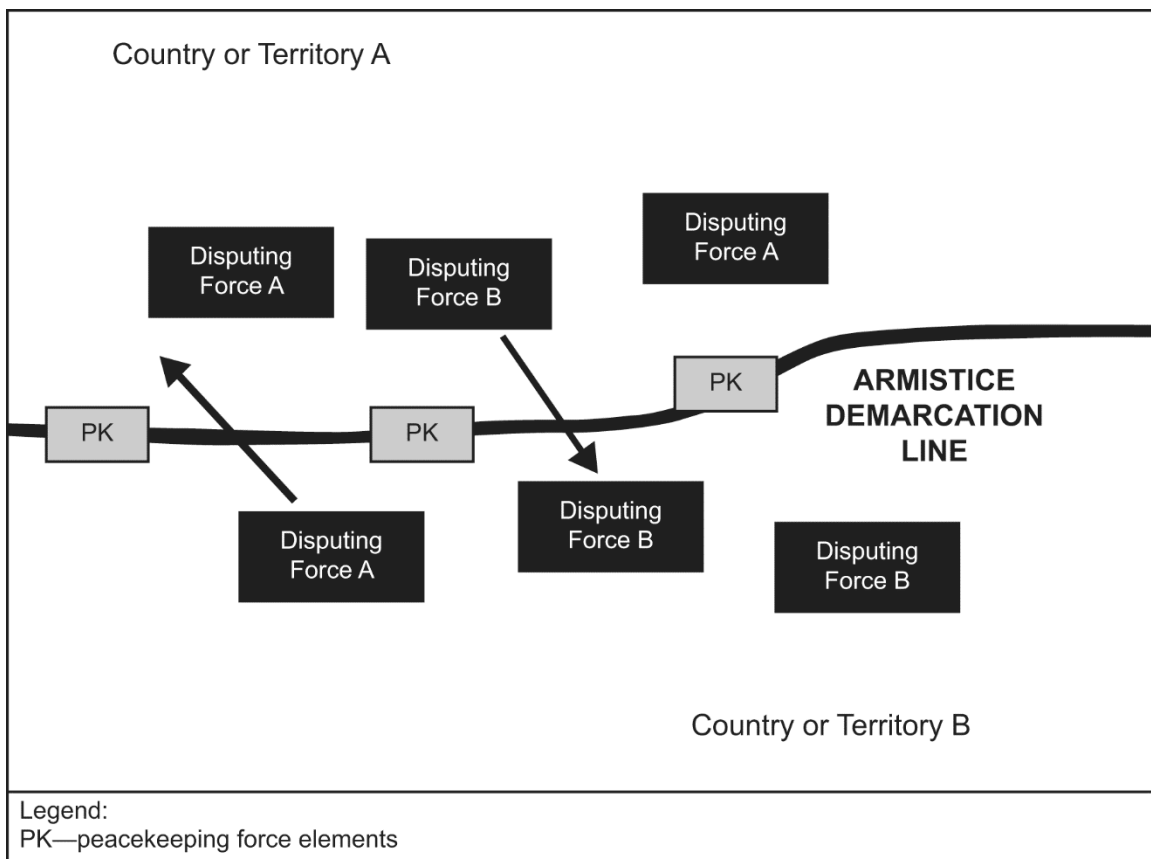 Country or Territory A
Disputing
Force A
Disputing
Force B
Disputing
Force A
PK
PK
PK
ARMISTICE
DEMARCATION
LINE
Disputing
Force A
Disputing
Force B
Disputing
Force B
Country or Territory B
Legend:
PK—peacekeeping force elements